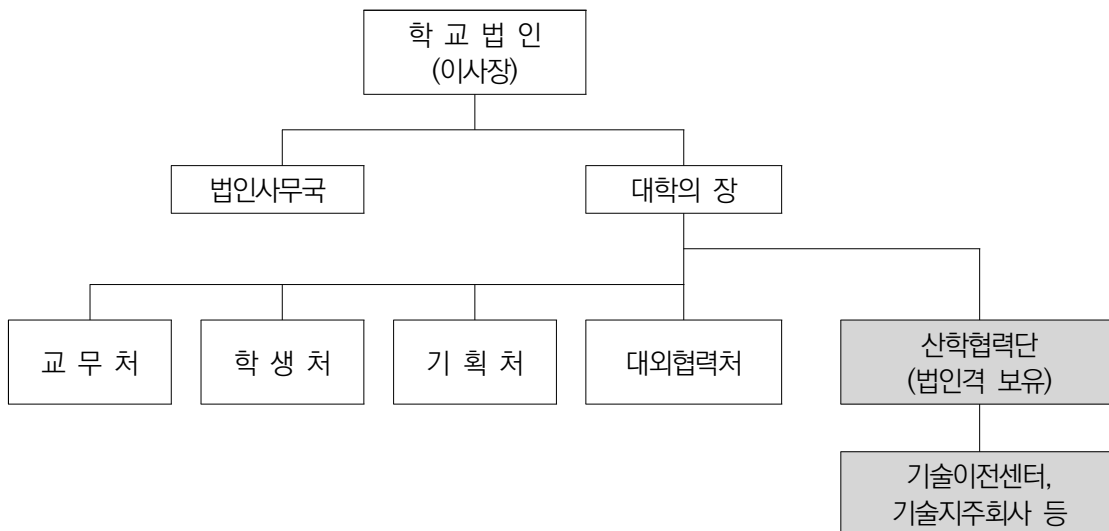 학 교 법 인
(이사장)
법인사무국
대학의 장
교 무 처
학 생 처
기 획 처
대외협력처
산학협력단
(법인격 보유)
기술이전센터,
기술지주회사 등